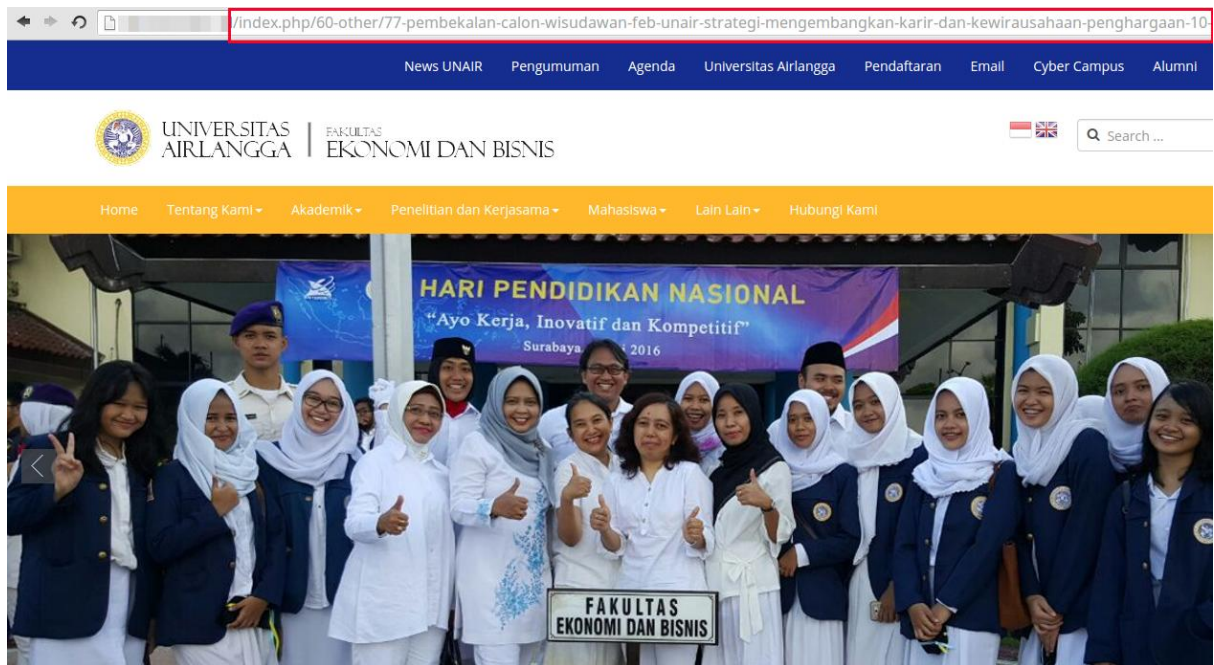 /index.php/60-other/77-pembekalan-calon-wisudawan-feb-unair-strategi-mengembangkan-karir-dan-kewirausahaan-penghargaan-10-
News UNAIR Pengumuman Agenda Universitas Airlangga Pendaftaran Email Cyber Campus Alumni
UNIVERSITAS
AIRLANGGA
FAKULTAS
EKONOMI DAN BISNIS
Search ...
Home Tentang Kami Akademik Penelitian dan Kerjasama Mahasiswa Lain Lain Hubungi Kami
HARI PENDIDIKAN NASIONAL
"Ayo Kerja, Inovatif dan Kompetitif"
Surabaya 2016
FAKULTAS
EKONOMI DAN BISNIS